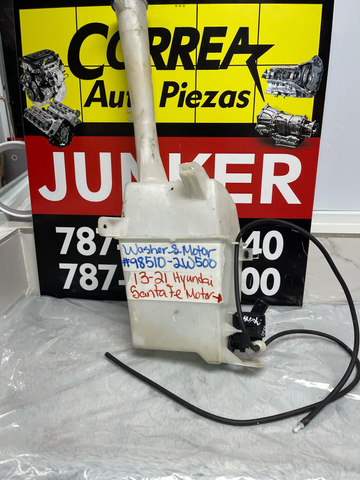 CORREA
Auto Piezas
JUNKER
787- 40
787- 00
Washer & Motor
#98510-2W500
13-21 Hyundai
Santa Fe Motor